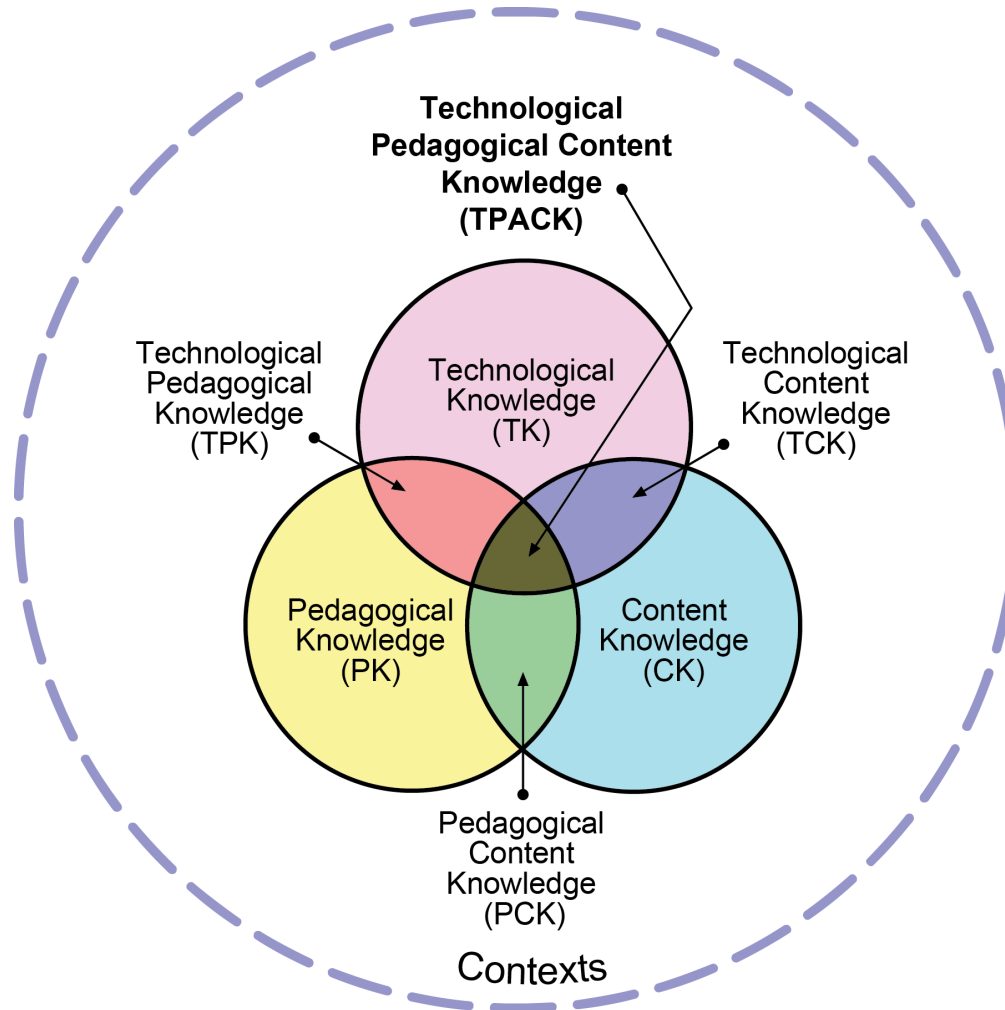 Technological
Pedagogical Content
Knowledge
(TPACK)
Technological
Pedagogical
Knowledge
(TPK)
Technological
Knowledge
(TK)
Technological
Content
Knowledge
(TCK)
Pedagogical
Knowledge
(PK)
Content
Knowledge
(CK)
Pedagogical
Content
Knowledge
(PCK)
Contexts